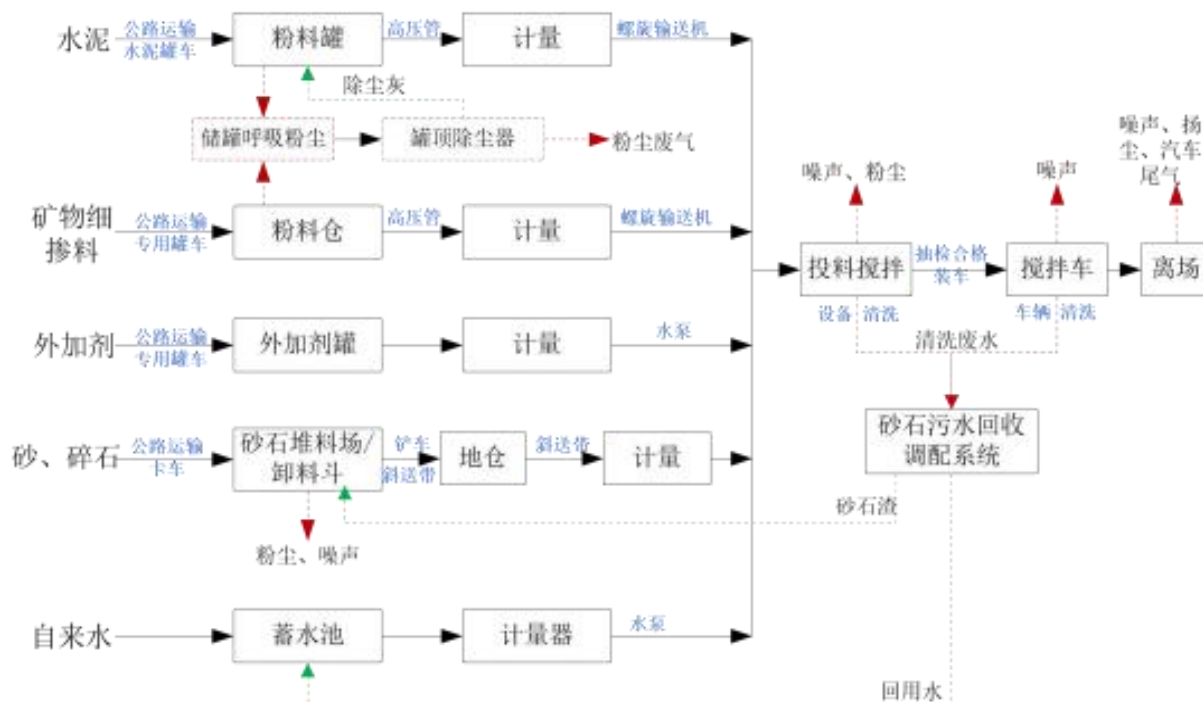 水泥
公路运输
水泥罐车
粉料罐
高压管
计量
螺旋输送机
除尘灰
储罐呼吸粉尘
罐顶除尘器
粉尘废气
矿物细
掺料
公路运输
专用罐车
粉料仓
高压管
计量
螺旋输送机
噪声、粉尘
噪声
噪声、扬
尘、汽车
尾气
投料搅拌
抽检合格
装车
搅拌车
离场
设备 清洗
车辆 清洗
清洗废水
外加剂
公路运输
专用罐车
外加剂罐
计量
水泵
砂、碎石
公路运输
卡车
砂石堆料场/
卸料斗
铲车
斜送带
地仓
斜送带
计量
砂石污水回收
调配系统
砂石渣
粉尘、噪声
自来水
蓄水池
计量器
水泵
回用水